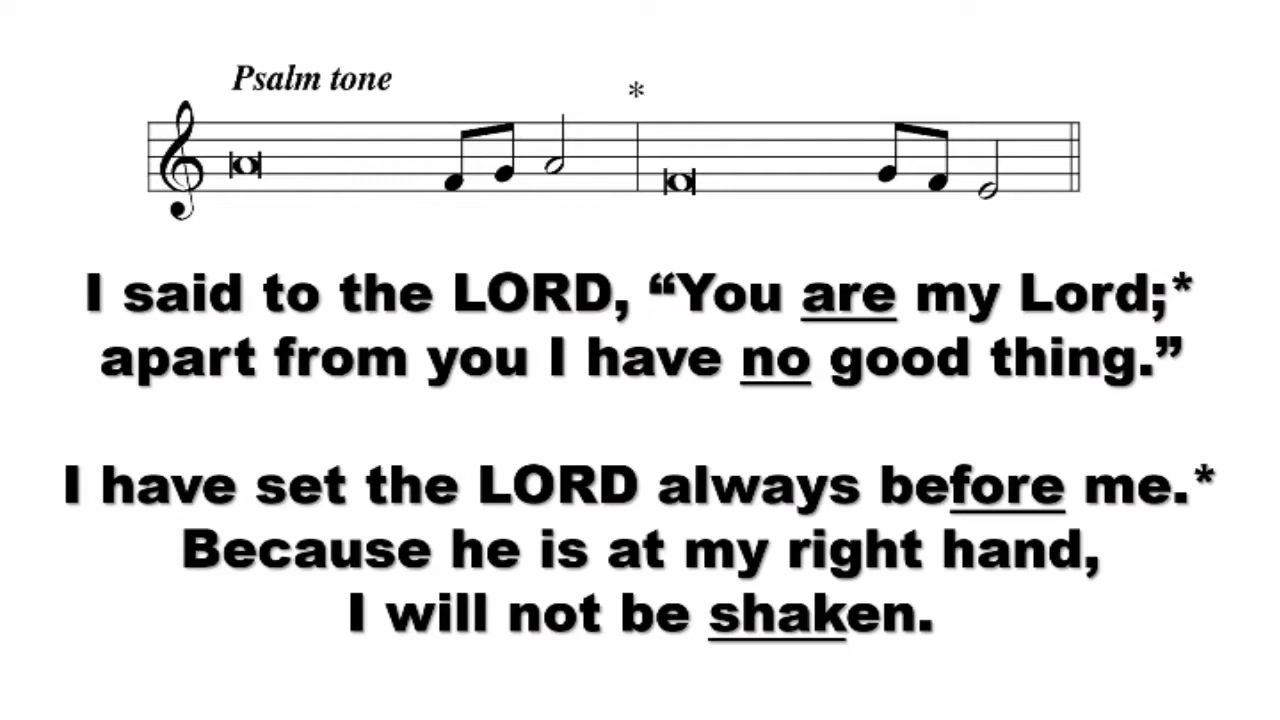 Psalm tone
*
I said to the LORD, “You are my Lord;*
apart from you I have no good thing.”
I have set the LORD always before me.*
Because he is at my right hand,
I will not be shaken.